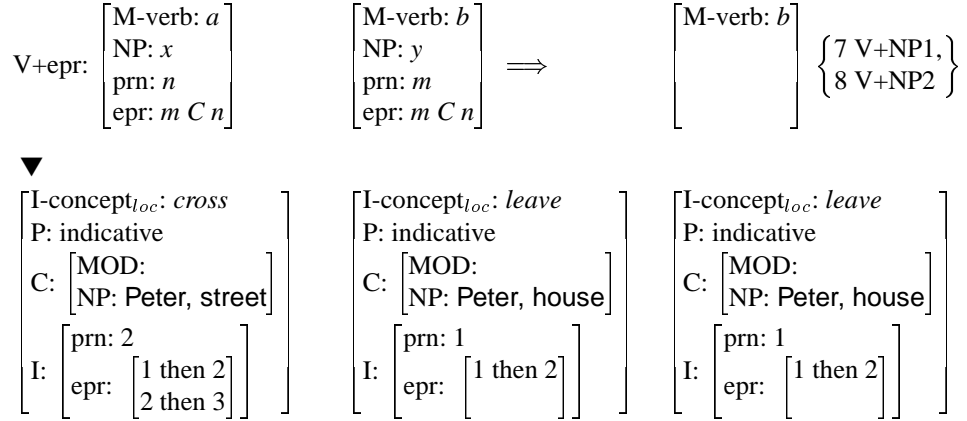 V+epr: [M-verb: a  [M-verb: b  [M-verb: b
NP: x  NP: y  ⟹  {7 V+NP1,
prn: n  prn: m  8 V+NP2}
epr: m C n]  epr: m C n]  ]
▼
[I-concept_loc: cross  [I-concept_loc: leave  [I-concept_loc: leave
P: indicative  P: indicative  P: indicative
C: [MOD:  C: [MOD:  C: [MOD:
NP: Peter, street]  NP: Peter, house]  NP: Peter, house]
I: [prn: 2  I: [prn: 1  I: [prn: 1
epr: [1 then 2  epr: [1 then 2  epr: [1 then 2
2 then 3]]]  ]]]  ]]]